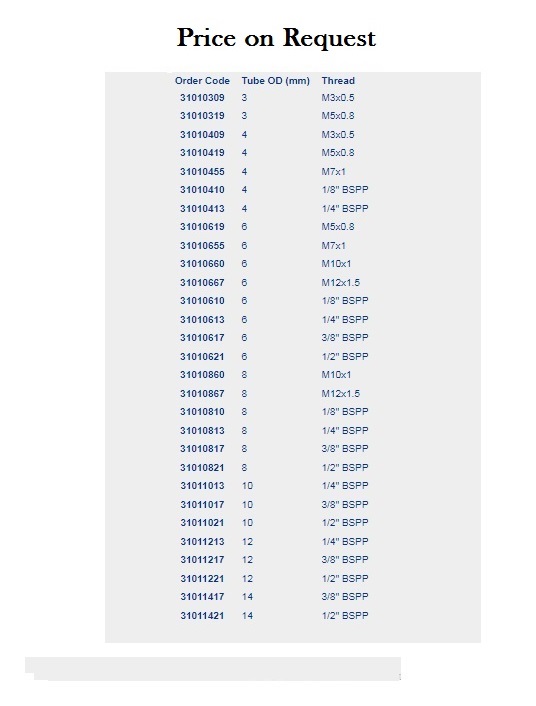 Price on Request
Order Code Tube OD (mm) Thread
31010309 3 M3x0.5
31010319 3 M5x0.8
31010409 4 M3x0.5
31010419 4 M5x0.8
31010455 4 M7x1
31010410 4 1/8" BSPP
31010413 4 1/4" BSPP
31010619 6 M5x0.8
31010655 6 M7x1
31010660 6 M10x1
31010667 6 M12x1.5
31010610 6 1/8" BSPP
31010613 6 1/4" BSPP
31010617 6 3/8" BSPP
31010621 6 1/2" BSPP
31010860 8 M10x1
31010867 8 M12x1.5
31010810 8 1/8" BSPP
31010813 8 1/4" BSPP
31010817 8 3/8" BSPP
31010821 8 1/2" BSPP
31011013 10 1/4" BSPP
31011017 10 3/8" BSPP
31011021 10 1/2" BSPP
31011213 12 1/4" BSPP
31011217 12 3/8" BSPP
31011221 12 1/2" BSPP
31011417 14 3/8" BSPP
31011421 14 1/2" BSPP